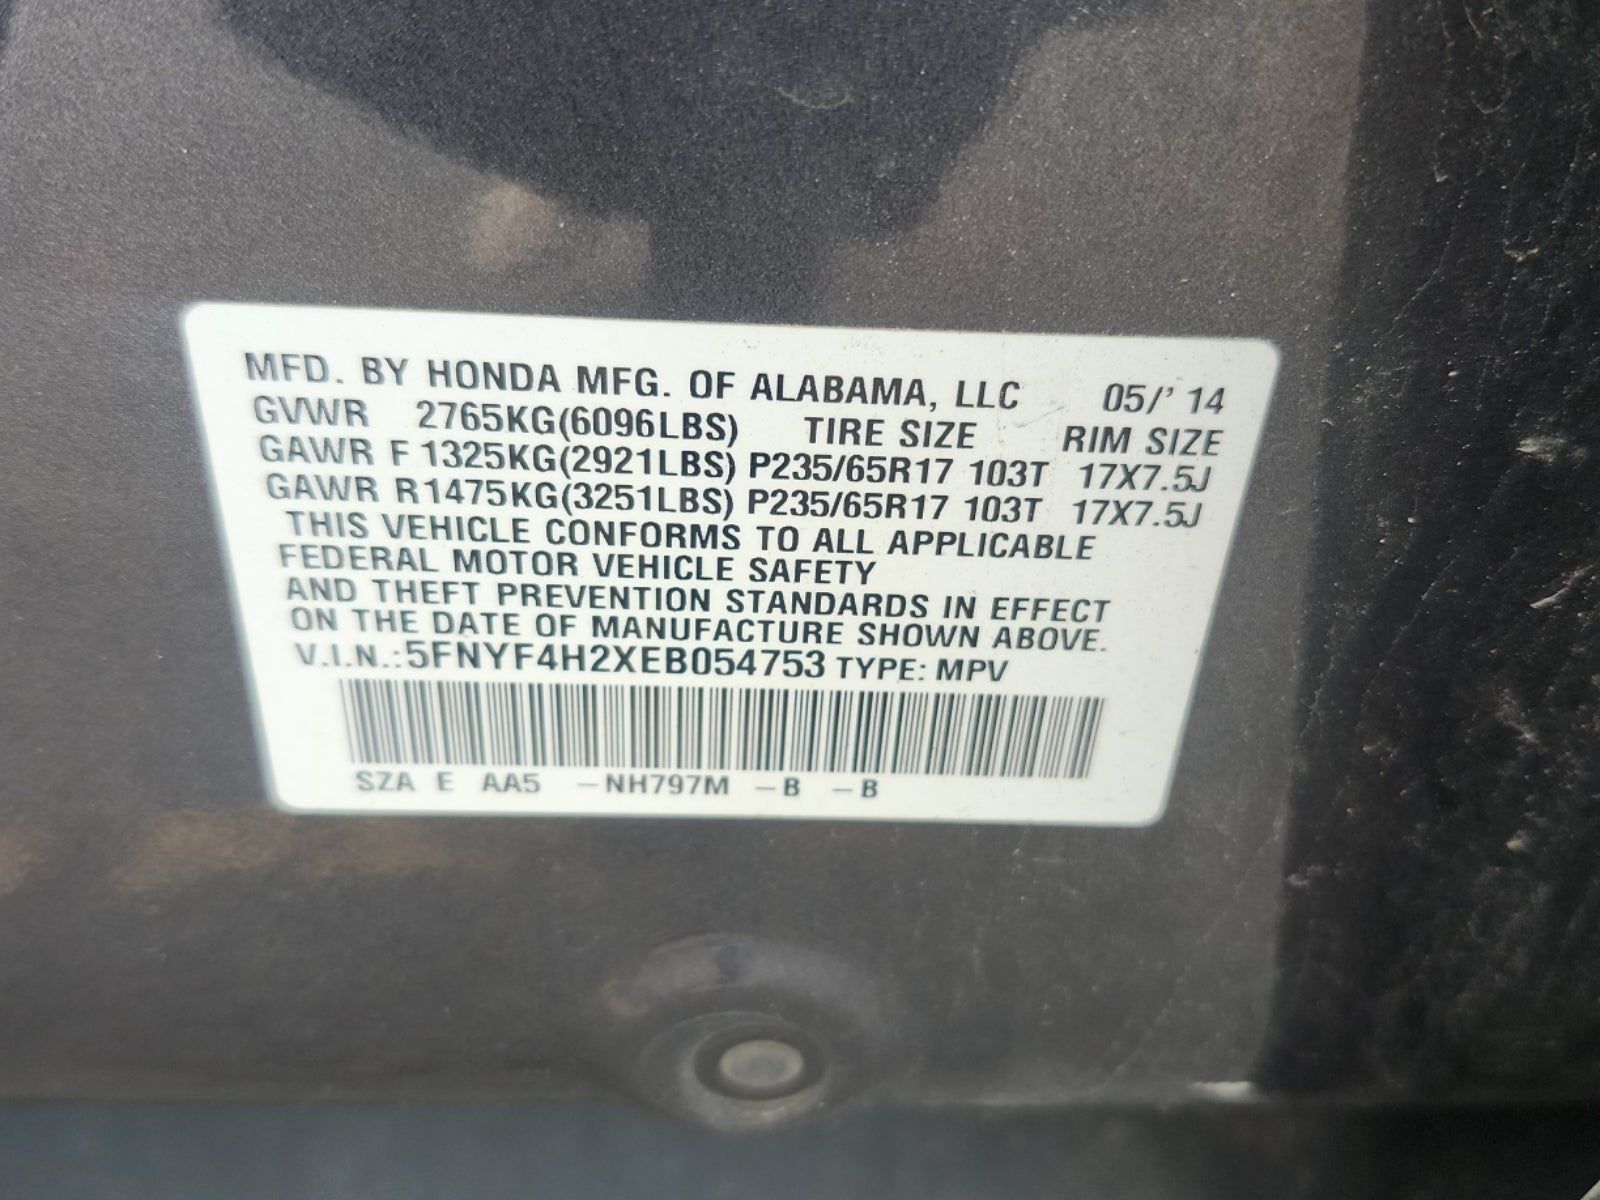 MFD. BY HONDA MFG. OF ALABAMA, LLC 05/' 14
GVWR 2765KG(6096LBS) TIRE SIZE RIM SIZE
GAWR F 1325KG(2921LBS) P235/65R17 103T 17X7.5J
GAWR R1475KG(3251LBS) P235/65R17 103T 17X7.5J
THIS VEHICLE CONFORMS TO ALL APPLICABLE
FEDERAL MOTOR VEHICLE SAFETY
AND THEFT PREVENTION STANDARDS IN EFFECT
ON THE DATE OF MANUFACTURE SHOWN ABOVE.
V.I.N.:5FNYF4H2XEB054753 TYPE: MPV
SZA E AA5 -NH797M -B -B